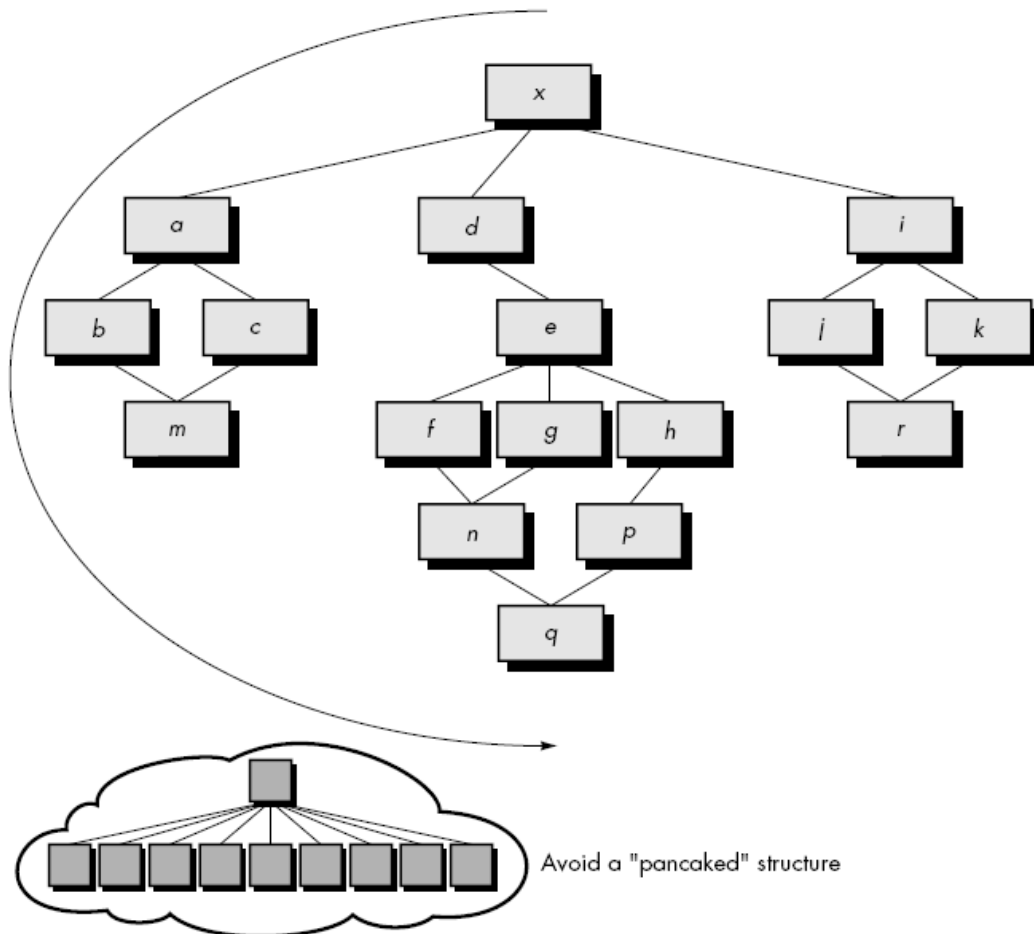 x
a d i
b c e j k
f g h
m r
n p
q
Avoid a "pancaked" structure